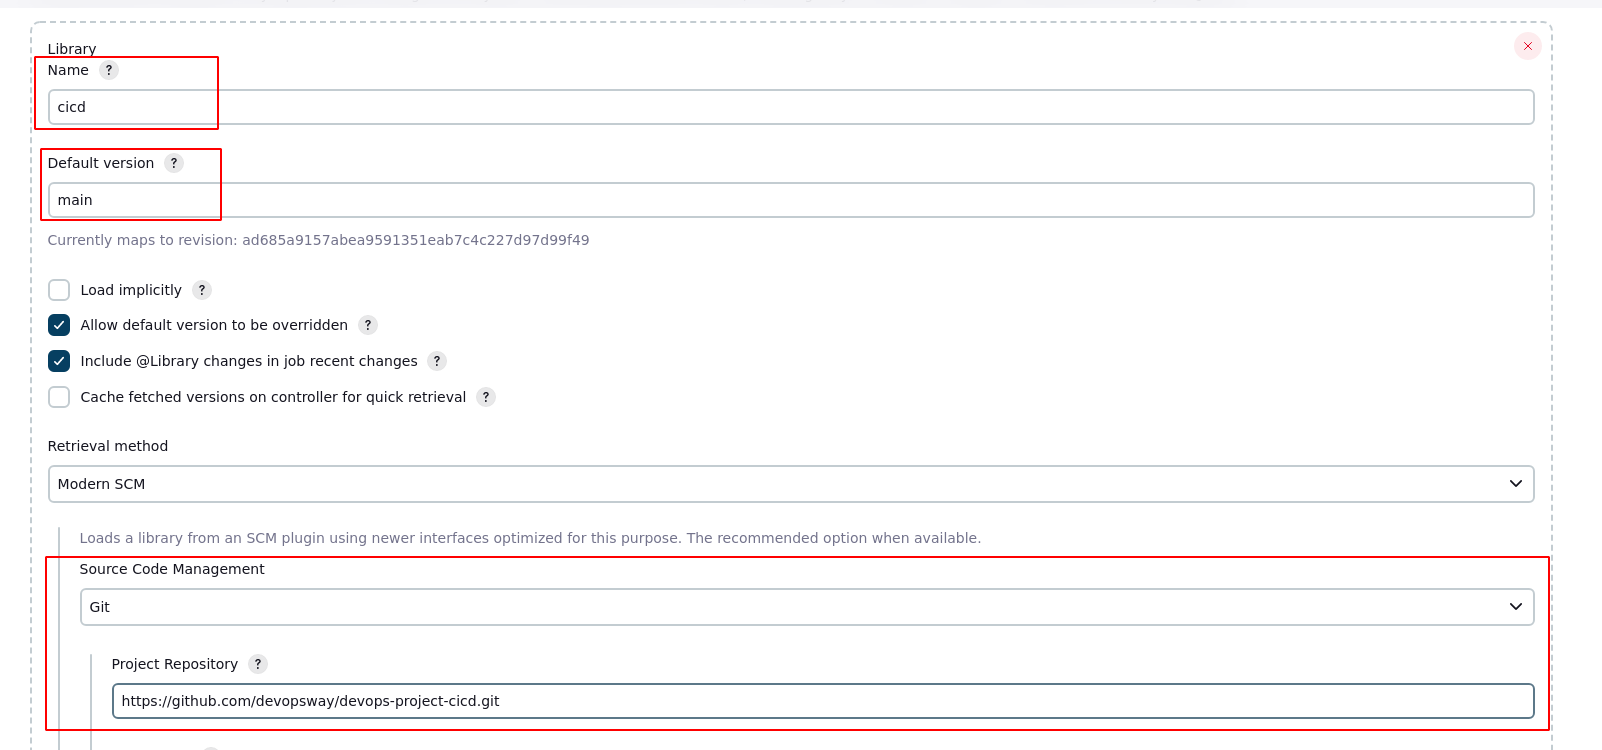 Library
Name ?
cicd
Default version ?
main
Currently maps to revision: ad685a9157abea9591351eab7c4c227d97d99f49
Load implicitly ?
Allow default version to be overridden ?
Include @Library changes in job recent changes ?
Cache fetched versions on controller for quick retrieval ?
Retrieval method
Modern SCM
Loads a library from an SCM plugin using newer interfaces optimized for this purpose. The recommended option when available.
Source Code Management
Git
Project Repository ?
https://github.com/devopsway/devops-project-cicd.git